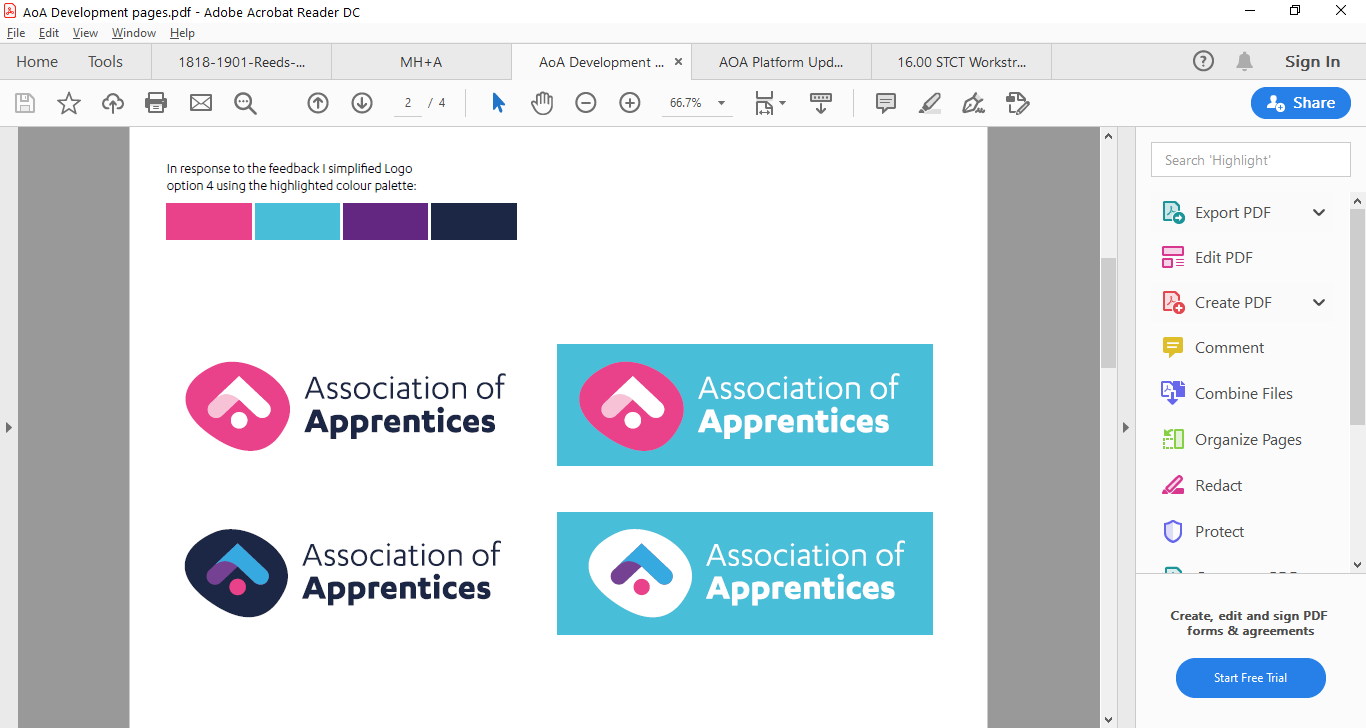 AoA Development pages.pdf - Adobe Acrobat Reader DC
File Edit View Window Help
Home Tools 1818-1901-Reeds-... MH+A AoA Development ... × AOA Platform Upd... 16.00 STCT Workstr... ? Sign In
2 / 4 66.7% Share
In response to the feedback I simplified Logo
option 4 using the highlighted colour palette:
Association of
Apprentices
Association of
Apprentices
Association of
Apprentices
Association of
Apprentices
Search 'Highlight'
Export PDF
Edit PDF
Create PDF
Comment
Combine Files
Organize Pages
Redact
Protect
Create, edit and sign PDF
forms & agreements
Start Free Trial